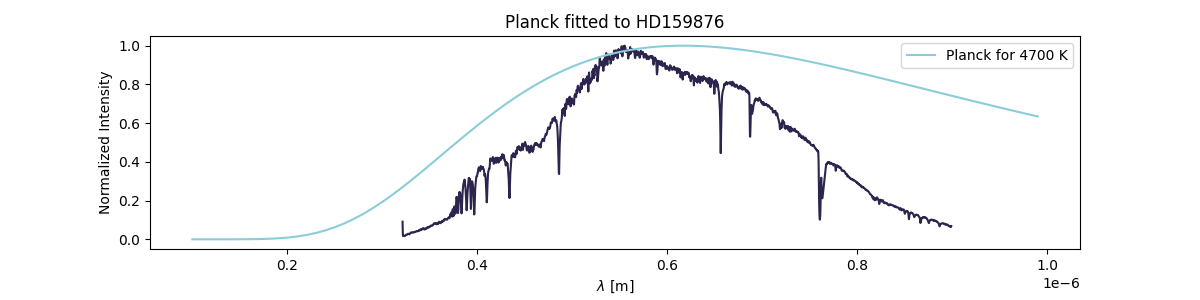 Planck fitted to HD159876
Planck for 4700 K
Normalized Intensity
1.0
0.8
0.6
0.4
0.2
0.0
0.2 0.4 0.6 0.8 1.0
1e−6
λ [m]